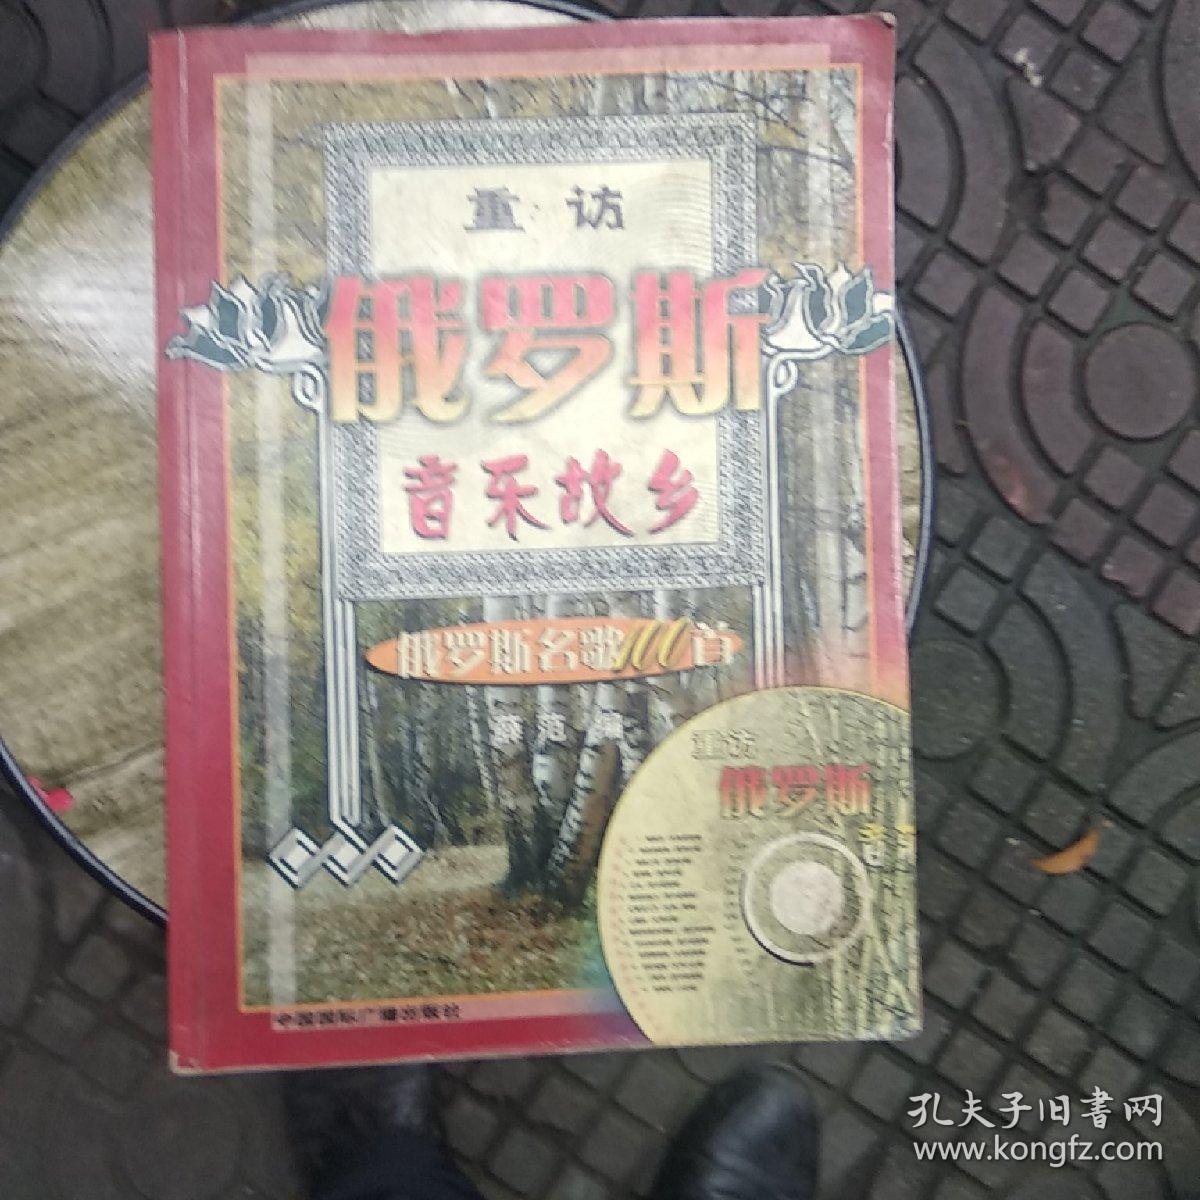 重访
俄罗斯
音乐故乡
俄罗斯名歌100首
薛范 编
重访
俄罗斯
音
中国国际广播出版社
孔夫子旧書网
www.kongfz.com